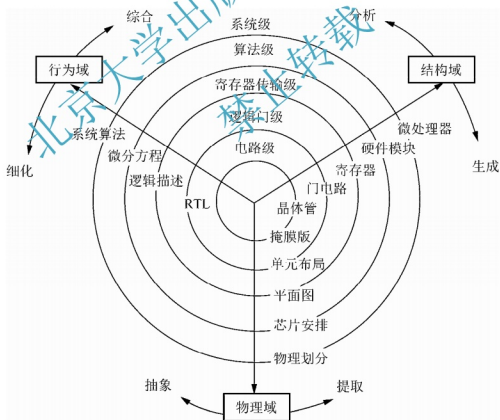 综合
系统级
分析
算法级
行为域
结构域
寄存器传输级
逻辑门级
微处理器
系统算法
电路级
硬件模块
微分方程
细化
寄存器
生成
逻辑描述
门电路
RTL
晶体管
掩膜版
单元布局
平面图
芯片安排
物理划分
抽象
提取
物理域
北京大学出版
禁止转载